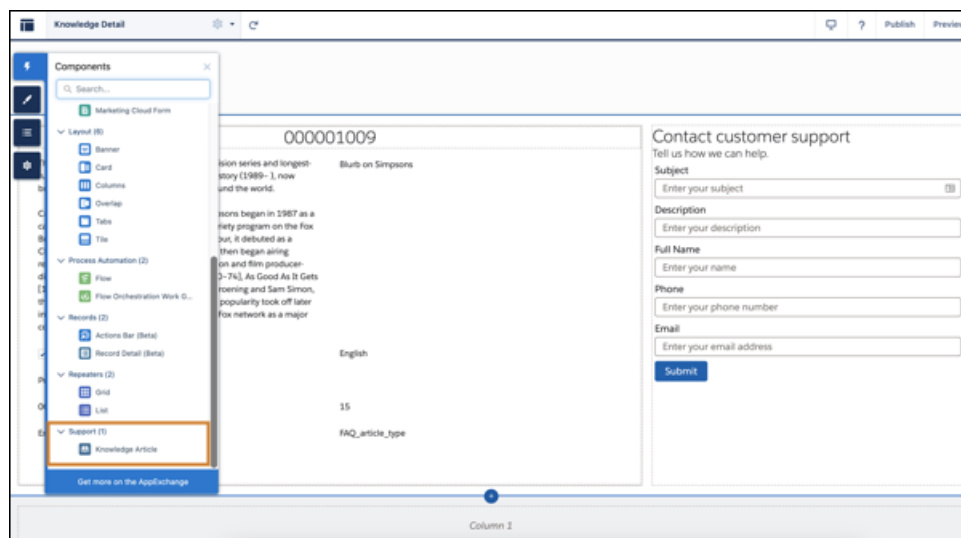 Knowledge Detail
?
Publish
Preview
Components
Search...
Marketing Cloud Form
Layout (6)
Banner
Card
Columns
Overlap
Tabs
Tile
Process Automation (2)
Flow
Flow Orchestration Work G...
Records (2)
Actions Bar (Beta)
Record Detail (Beta)
Repeaters (2)
Grid
List
Support (1)
Knowledge Article
Get more on the AppExchange
000001009
ision series and longest-
story (1989– ), now
und the world.
Blurb on Simpsons
sons began in 1987 as a
riety program on the Fox
our, it debuted as a
then began airing
on and film producer-
0–74], As Good As It Gets
roening and Sam Simon,
popularity took off later
Fox network as a major
English
15
FAQ_article_type
Contact customer support
Tell us how we can help.
Subject
Enter your subject
Description
Enter your description
Full Name
Enter your name
Phone
Enter your phone number
Email
Enter your email address
Submit
Column 1